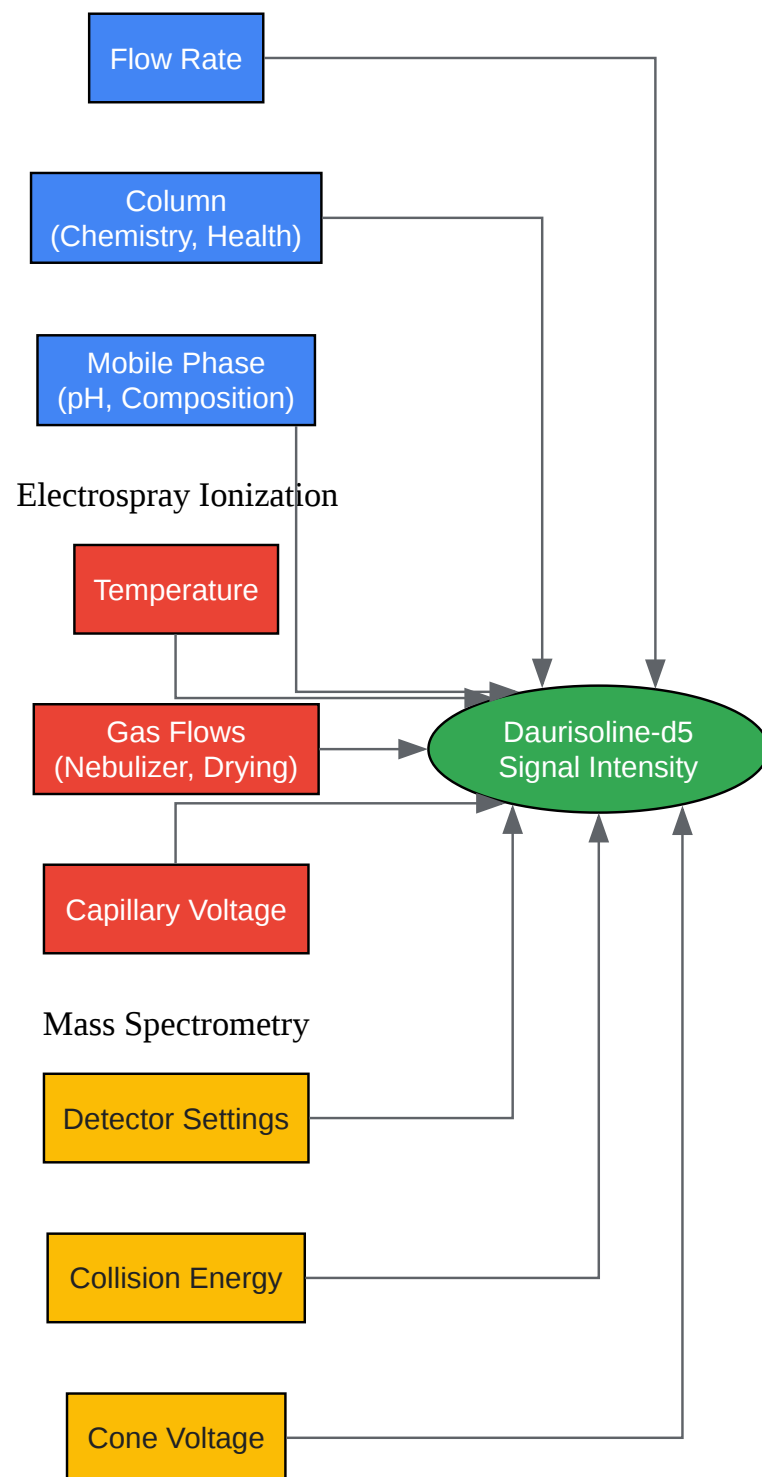 Flow Rate
Column
(Chemistry, Health)
Mobile Phase
(pH, Composition)
Electrospray Ionization
Temperature
Gas Flows
(Nebulizer, Drying)
Daurisoline-d5
Signal Intensity
Capillary Voltage
Mass Spectrometry
Detector Settings
Collision Energy
Cone Voltage